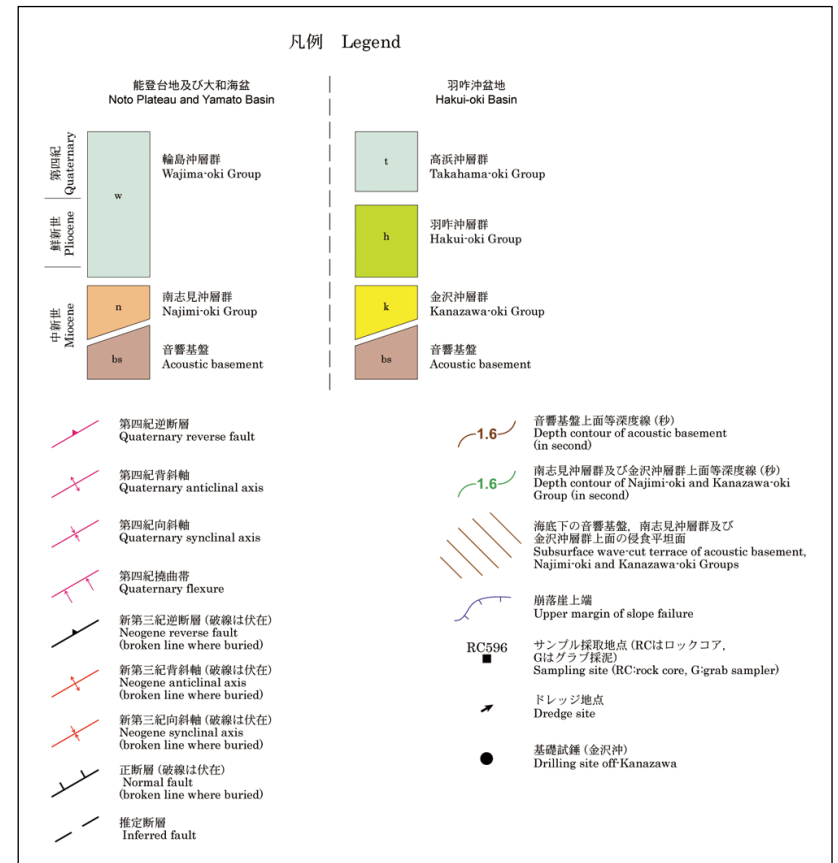 凡例 Legend
能登台地及び大和海盆
Noto Plateau and Yamato Basin
羽咋沖盆地
Hakui-oki Basin
第四紀
Quaternary
鮮新世
Pliocene
中新世
Miocene
w
輪島沖層群
Wajima-oki Group
n
南志見沖層群
Najimi-oki Group
bs
音響基盤
Acoustic basement
t
高浜沖層群
Takahama-oki Group
h
羽咋沖層群
Hakui-oki Group
k
金沢沖層群
Kanazawa-oki Group
bs
音響基盤
Acoustic basement
第四紀逆断層
Quaternary reverse fault
第四紀背斜軸
Quaternary anticlinal axis
第四紀向斜軸
Quaternary synclinal axis
第四紀撓曲帯
Quaternary flexure
新第三紀逆断層 (破線は伏在)
Neogene reverse fault
(broken line where buried)
新第三紀背斜軸 (破線は伏在)
Neogene anticlinal axis
(broken line where buried)
新第三紀向斜軸 (破線は伏在)
Neogene synclinal axis
(broken line where buried)
正断層 (破線は伏在)
Normal fault
(broken line where buried)
推定断層
Inferred fault
1.6
音響基盤上面等深度線 (秒)
Depth contour of acoustic basement
(in second)
1.6
南志見沖層群及び金沢沖層群上面等深度線 (秒)
Depth contour of Najimi-oki and Kanazawa-oki
Group (in second)
海底下の音響基盤, 南志見沖層群及び
金沢沖層群上面の侵食平坦面
Subsurface wave-cut terrace of acoustic basement,
Najimi-oki and Kanazawa-oki Groups
崩落崖上端
Upper margin of slope failure
RC596
サンプル採取地点 (RCはロックコア,
Gはグラブ採泥)
Sampling site (RC:rock core, G:grab sampler)
ドレッジ地点
Dredge site
基礎試錐 (金沢沖)
Drilling site off-Kanazawa